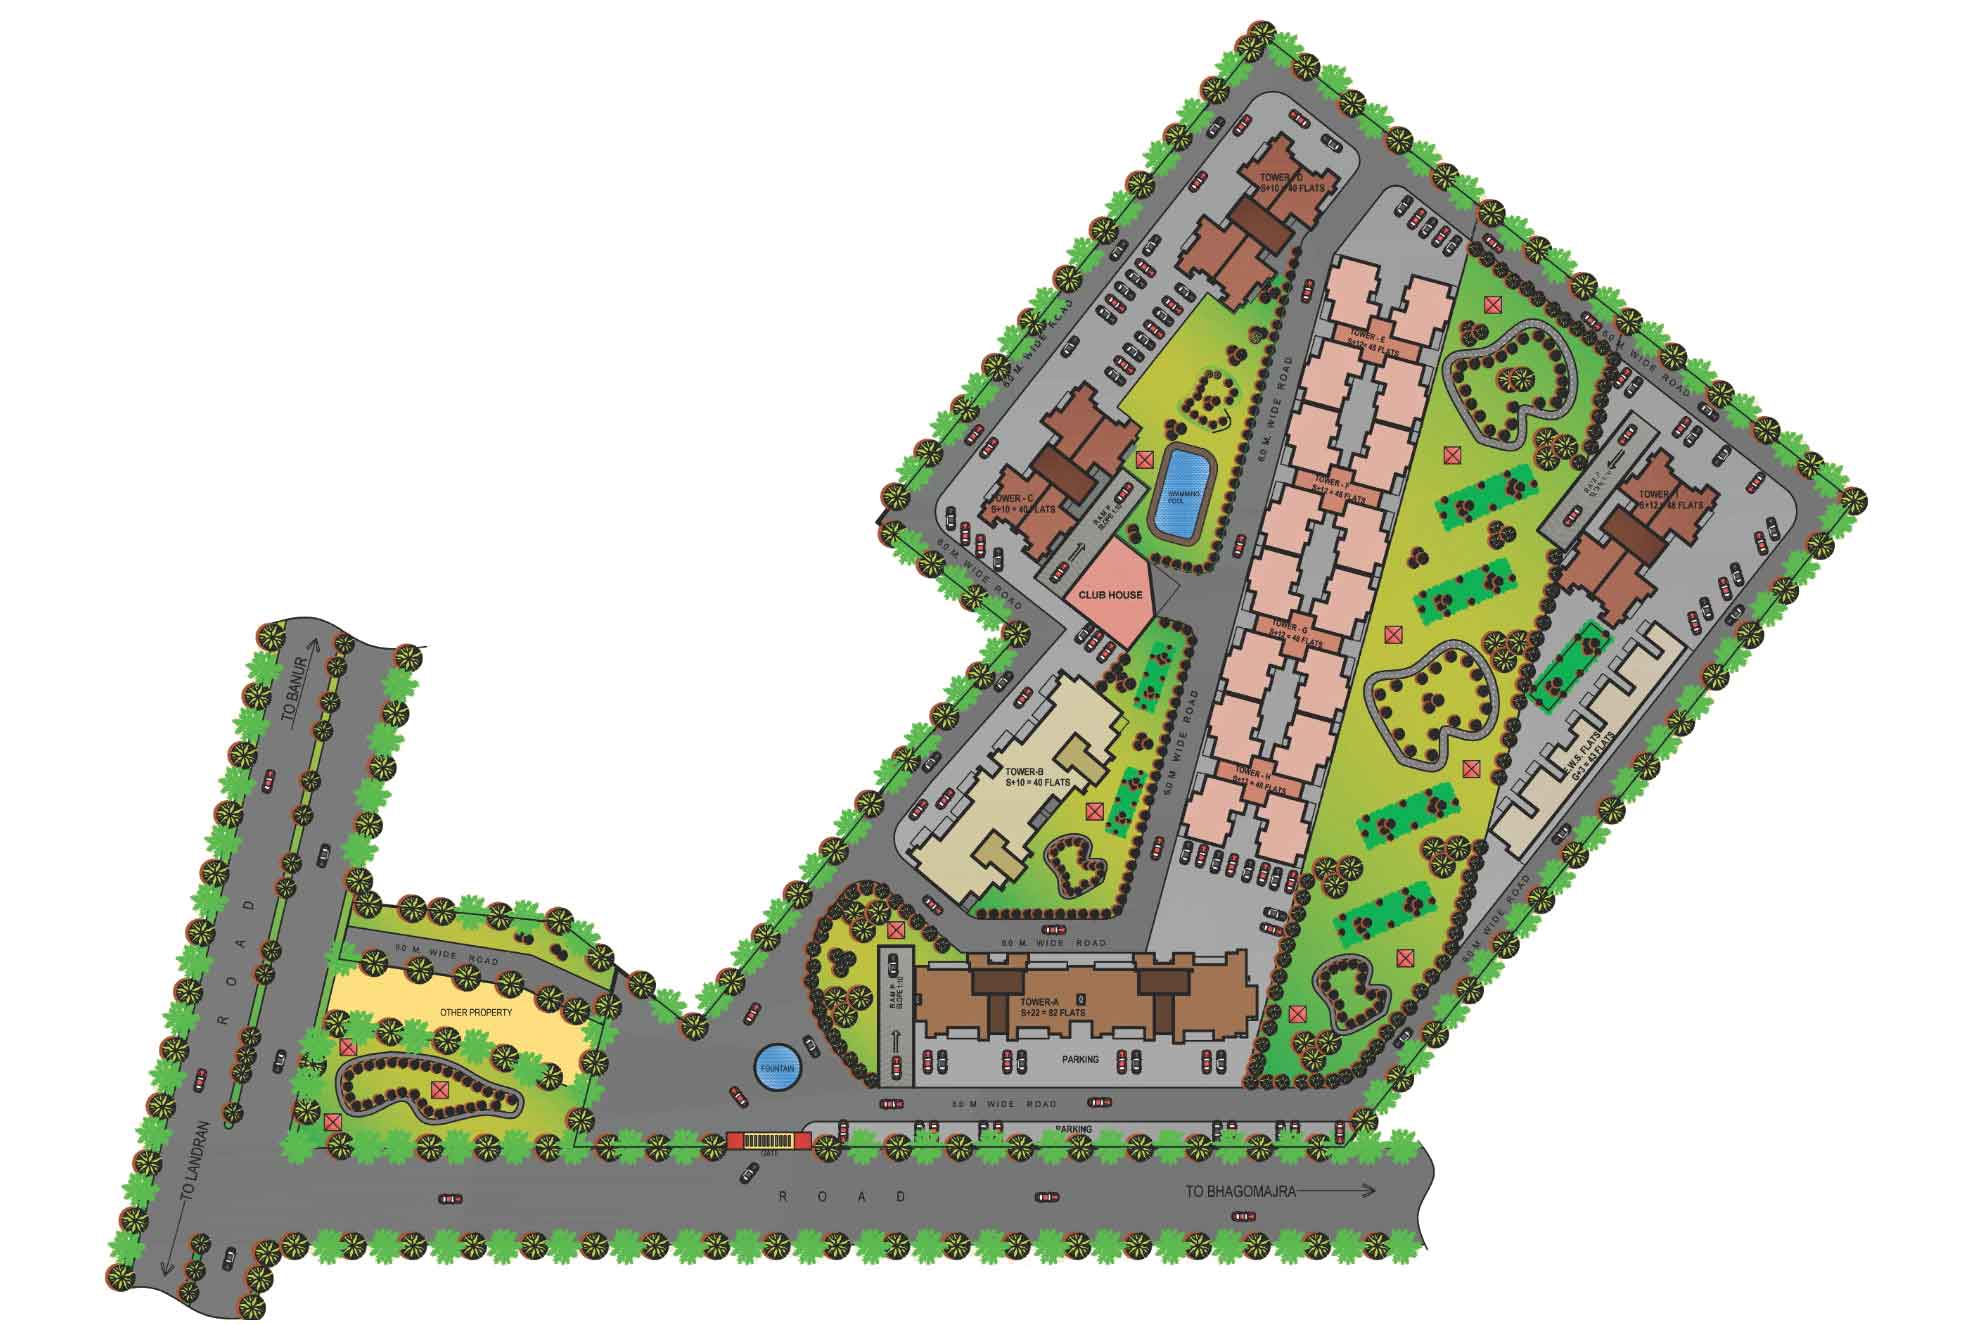 TOWER - D
S+10 = 40 FLATS
6.0 M. WIDE ROAD
TOWER - E
S+12= 48 FLATS
6.0 M. WIDE ROAD
6.0 M. WIDE ROAD
TOWER - C
S+10 = 40 FLATS
RAMP
SLOPE 1:10
SWIMMING
POOL
TOWER - F
S+12 = 48 FLATS
RAMP
SLOPE 1:10
TOWER - I
S+12 = 48 FLATS
6.0 M. WIDE ROAD
CLUB HOUSE
TOWER - G
S+12 = 48 FLATS
TO BANUR
6.0 M. WIDE ROAD
TOWER-B
S+10 = 40 FLATS
TOWER - H
S+12 = 48 FLATS
E.W.S. FLATS
G+3 = 43 FLATS
ROAD
6.0 M. WIDE ROAD
6.0 M. WIDE ROAD
6.0 M. WIDE ROAD
OTHER PROPERTY
RAMP
SLOPE 1:10
TOWER-A
S+22 = 82 FLATS
PARKING
FOUNTAIN
6.0 M. WIDE ROAD
PARKING
GATE
TO LANDRAN
ROAD
TO BHAGOMAJRA